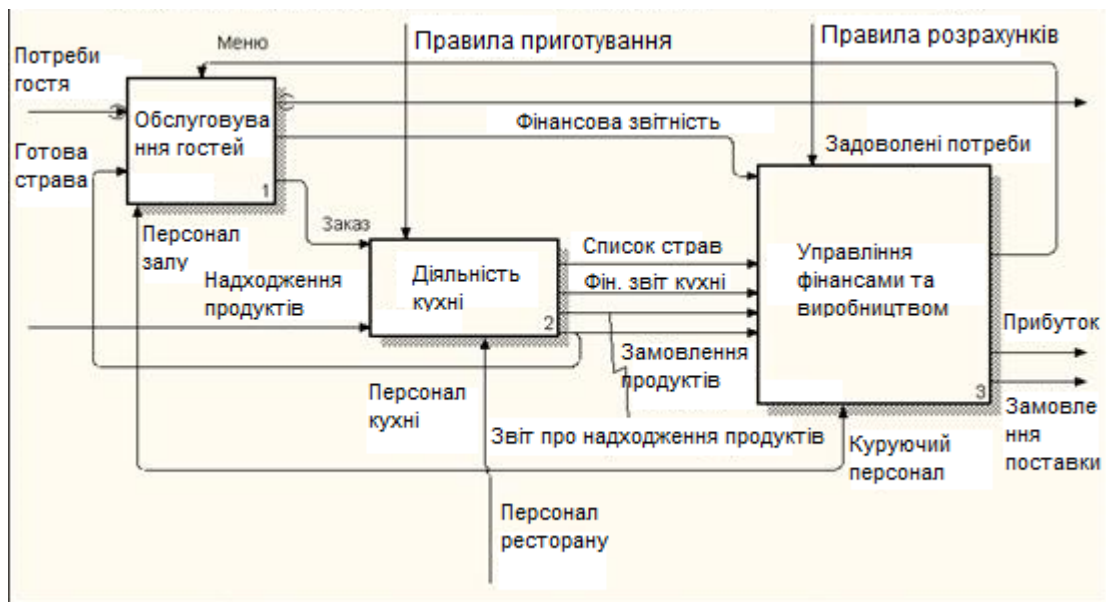 Меню
Правила приготування
Правила розрахунків
Потреби
гостя
Обслуговува
ння гостей
1
Фінансова звітність
Задоволені потреби
Готова
страва
Заказ
Персонал
залу
Список страв
Управління
фінансами та
виробництвом
3
Надходження
продуктів
Діяльність
кухні
2
Фін. звіт кухні
Прибуток
Замовлення
продуктів
Персонал
кухні
Звіт про надходження продуктів
Замовле
ння
поставки
Куруючий
персонал
Персонал
ресторану